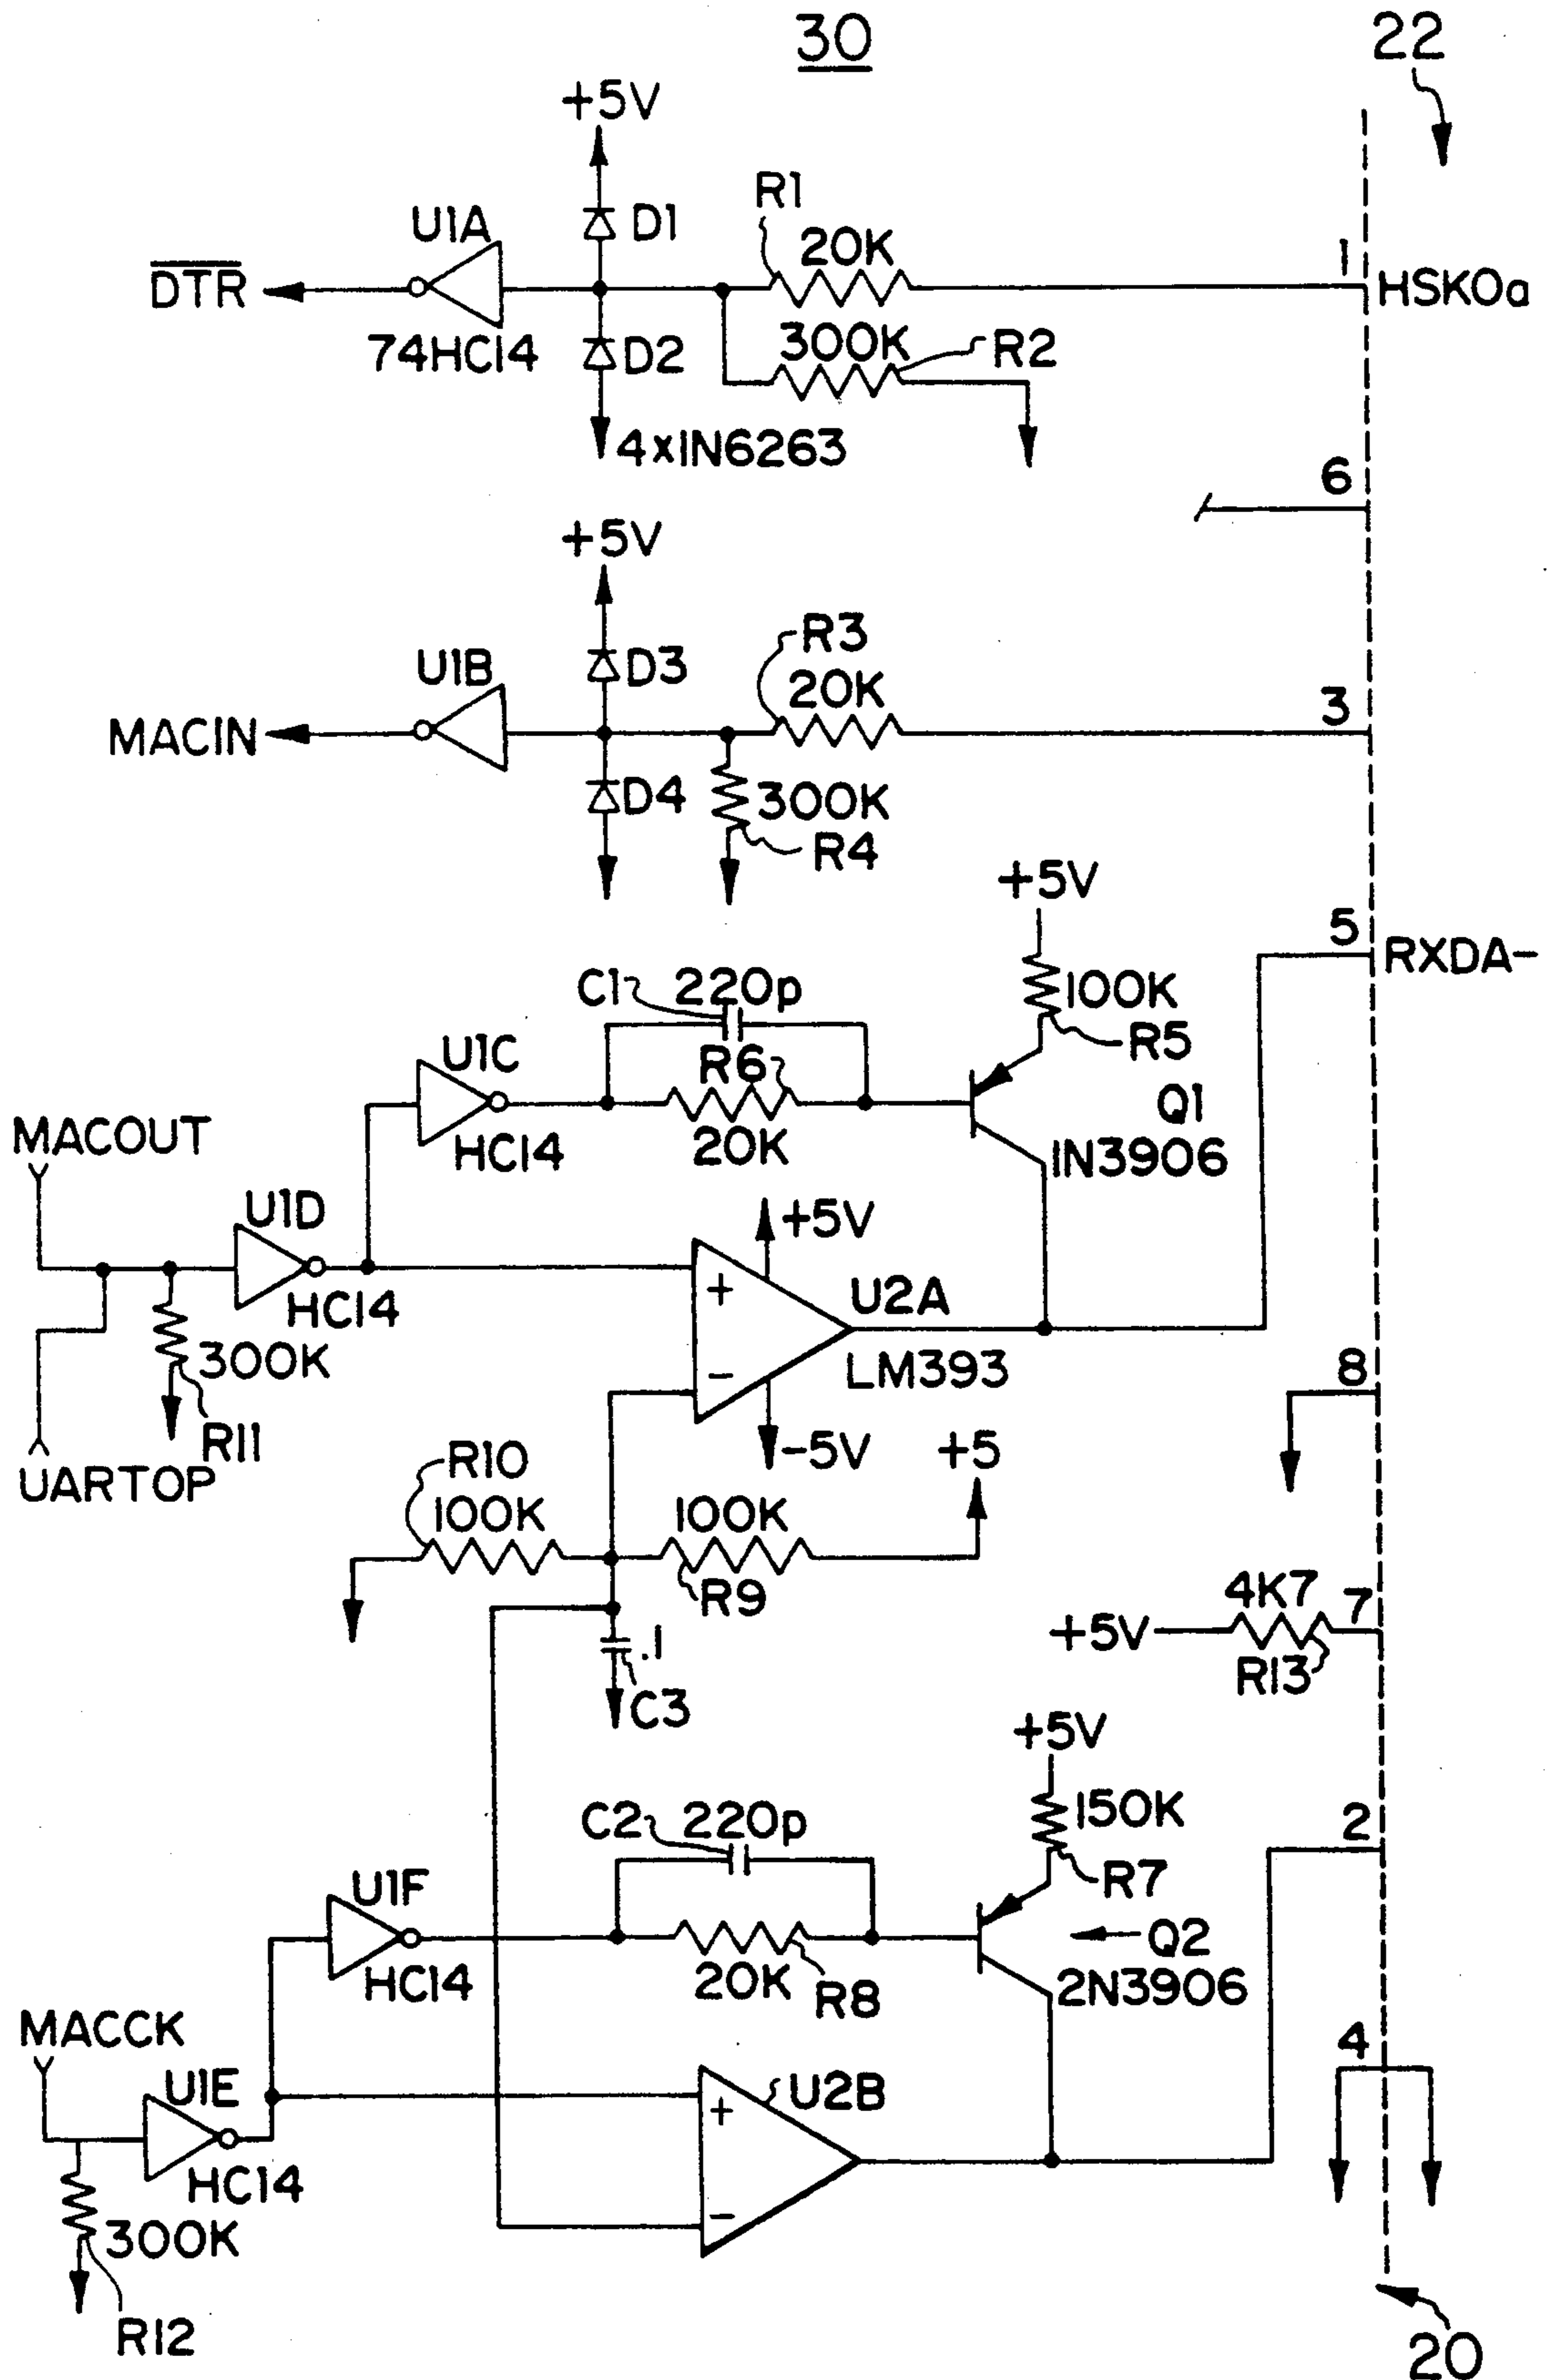 30
22
+5V
D1
U1A
R1
20K
1
HSKOa
DTR
74HC14
D2
300K
R2
4x1N6263
6
+5V
R3
U1B
D3
20K
3
MACIN
D4
300K
R4
+5V
5
RXDA-
100K
R5
C1
220p
U1C
R6
HC14
20K
Q1
1N3906
MACOUT
U1D
HC14
+5V
U2A
LM393
-5V
300K
R11
UARTOP
8
R10
100K
100K
R9
+5
4K7
7
+5V
R13
.1
C3
+5V
150K
R7
2
C2
220p
U1F
HC14
20K
R8
Q2
2N3906
MACCK
U1E
HC14
U2B
4
300K
R12
+
-
+
-
20